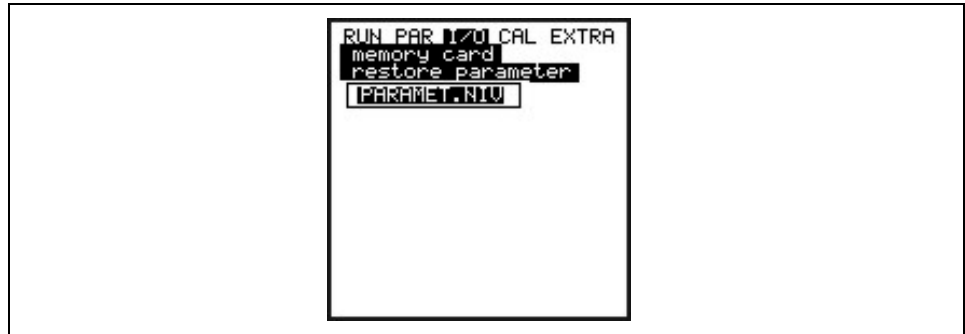 RUN PAR I/O CAL EXTRA
memory card
restore parameter
PARAMET.NIV